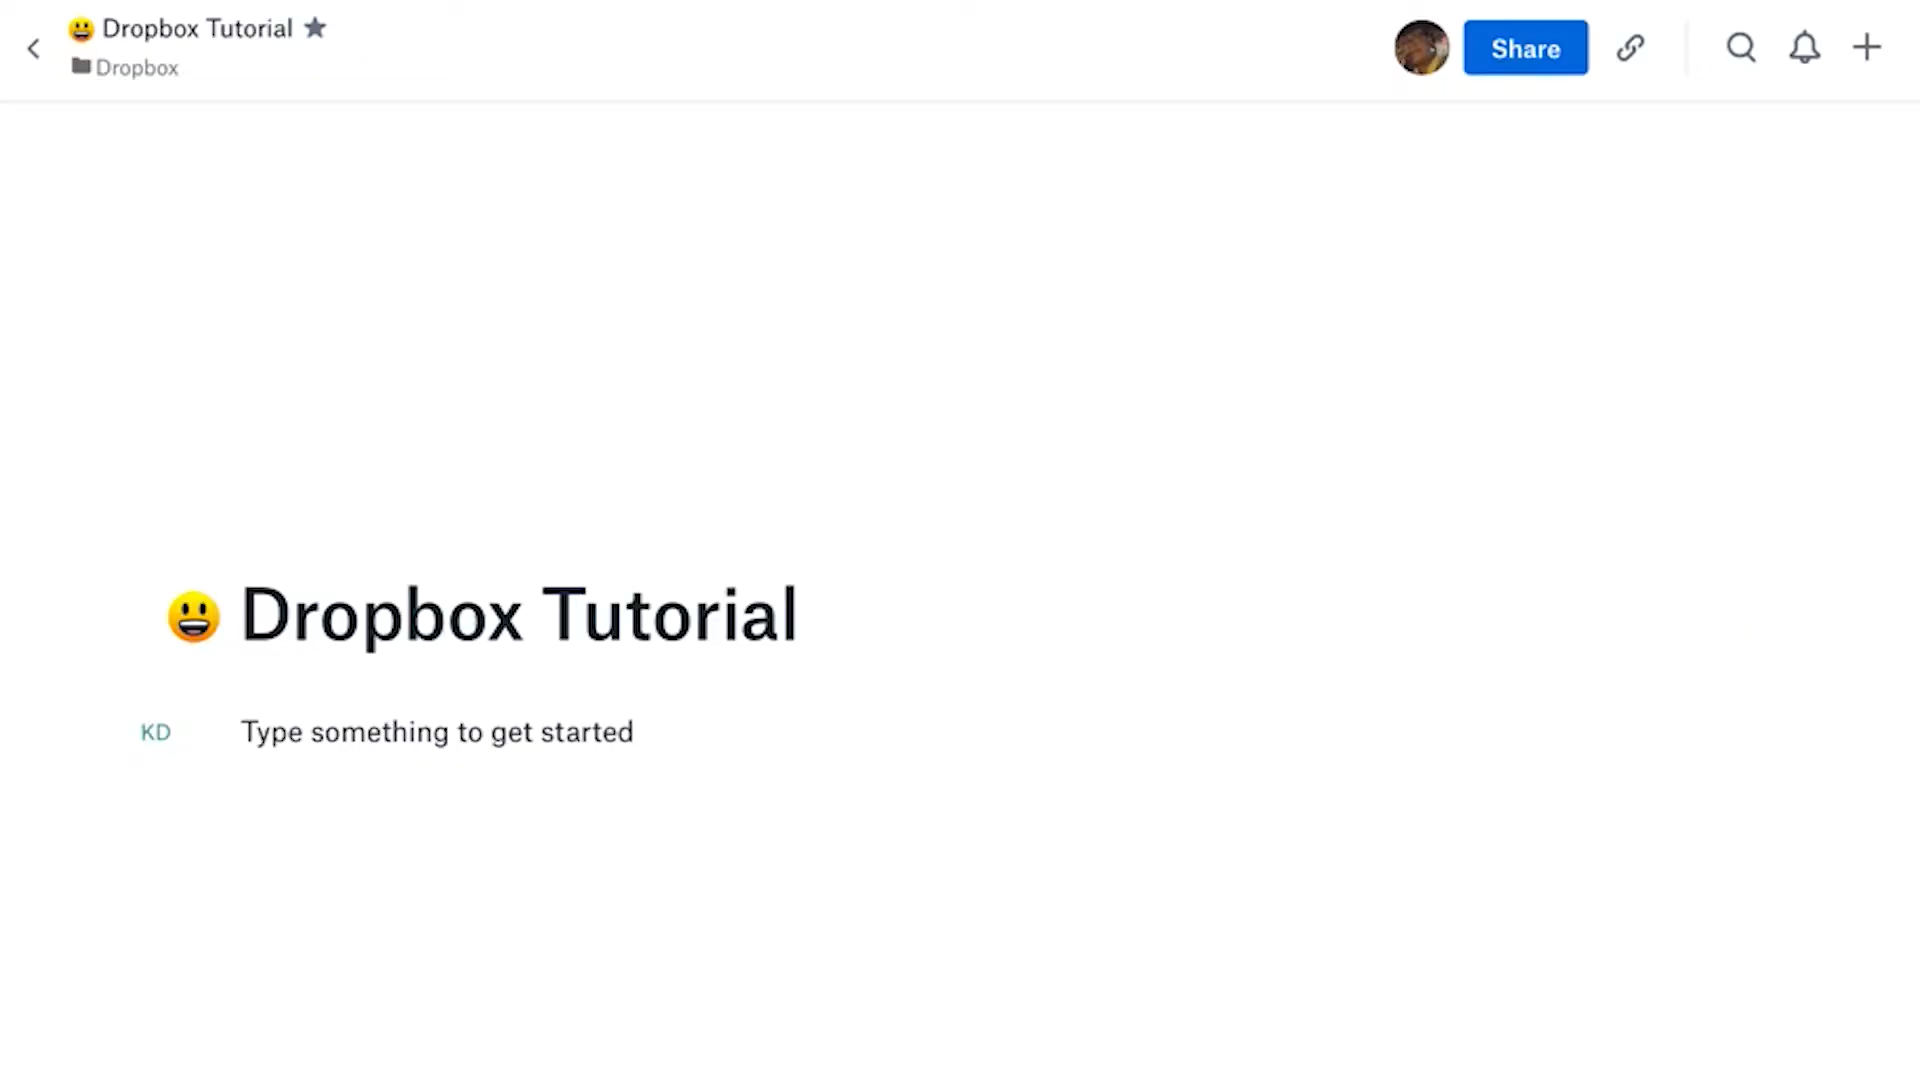 😃 Dropbox Tutorial
Dropbox
Share
😃 Dropbox Tutorial
KD
Type something to get started